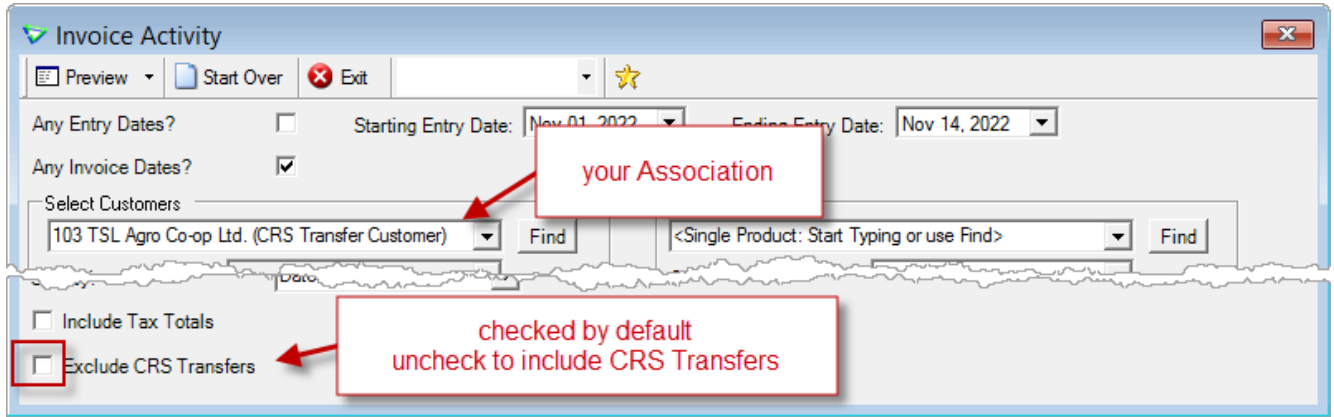 Invoice Activity
Preview Start Over Exit
Any Entry Dates? Starting Entry Date: Nov 01, 2022 Ending Entry Date: Nov 14, 2022
Any Invoice Dates?
your Association
Select Customers
103 TSL Agro Co-op Ltd. (CRS Transfer Customer) Find <Single Product: Start Typing or use Find> Find
Include Tax Totals
Exclude CRS Transfers
checked by default
uncheck to include CRS Transfers